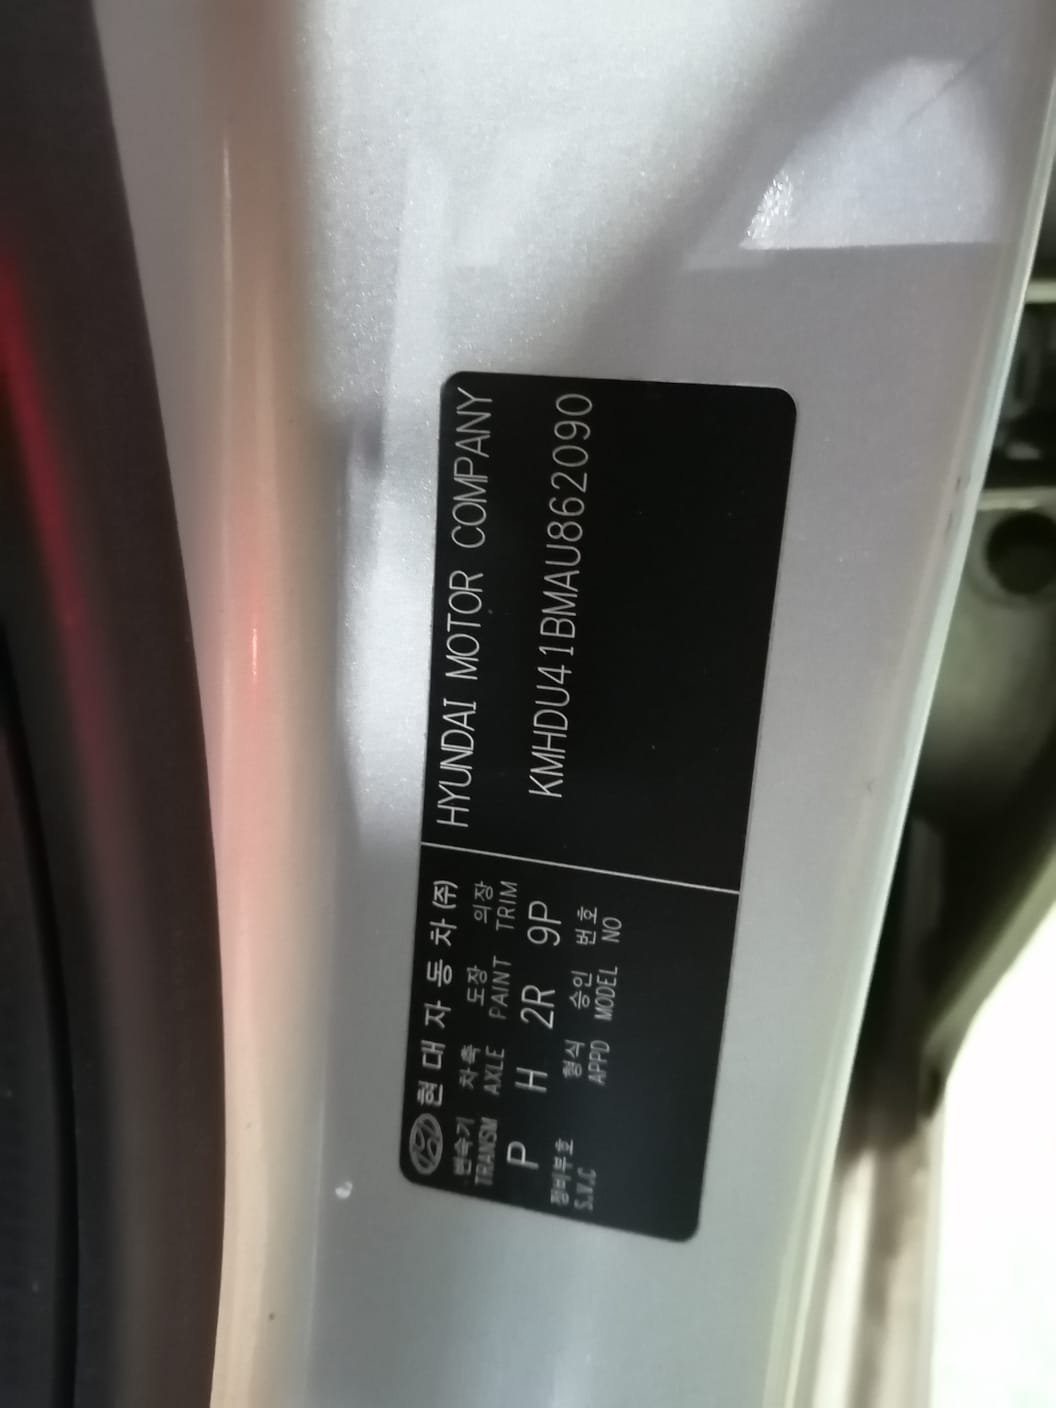 현대자동차(주)
변속기 차축 도장 의장
TRANSM AXLE PAINT TRIM
P H 2R 9P
정비부호 형식 승인 번호
S.V.C APPD MODEL NO
HYUNDAI MOTOR COMPANY
KMHDU41BMAU862090